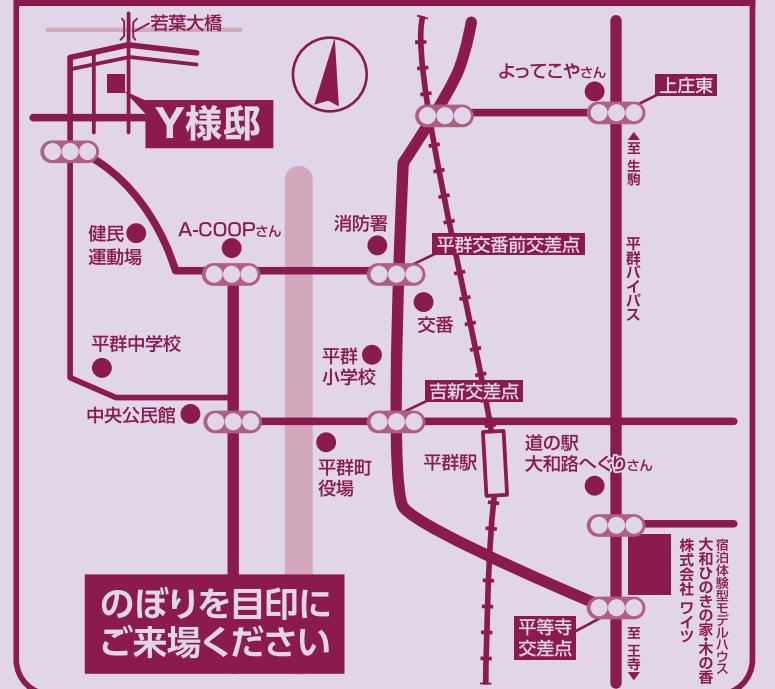 若葉大橋
Y様邸
よってこやさん
上庄東
▲至 生駒
健民
運動場
A-COOPさん
消防署
平群交番前交差点
平群バイパス
交番
平群中学校
平群
小学校
吉新交差点
中央公民館
平群町
役場
平群駅
道の駅
大和路へぐりさん
宿泊体験型モデルハウス
大和ひのきの家・木の香
株式会社 ワイツ
のぼりを目印に
ご来場ください
平等寺
交差点
至 王寺▼